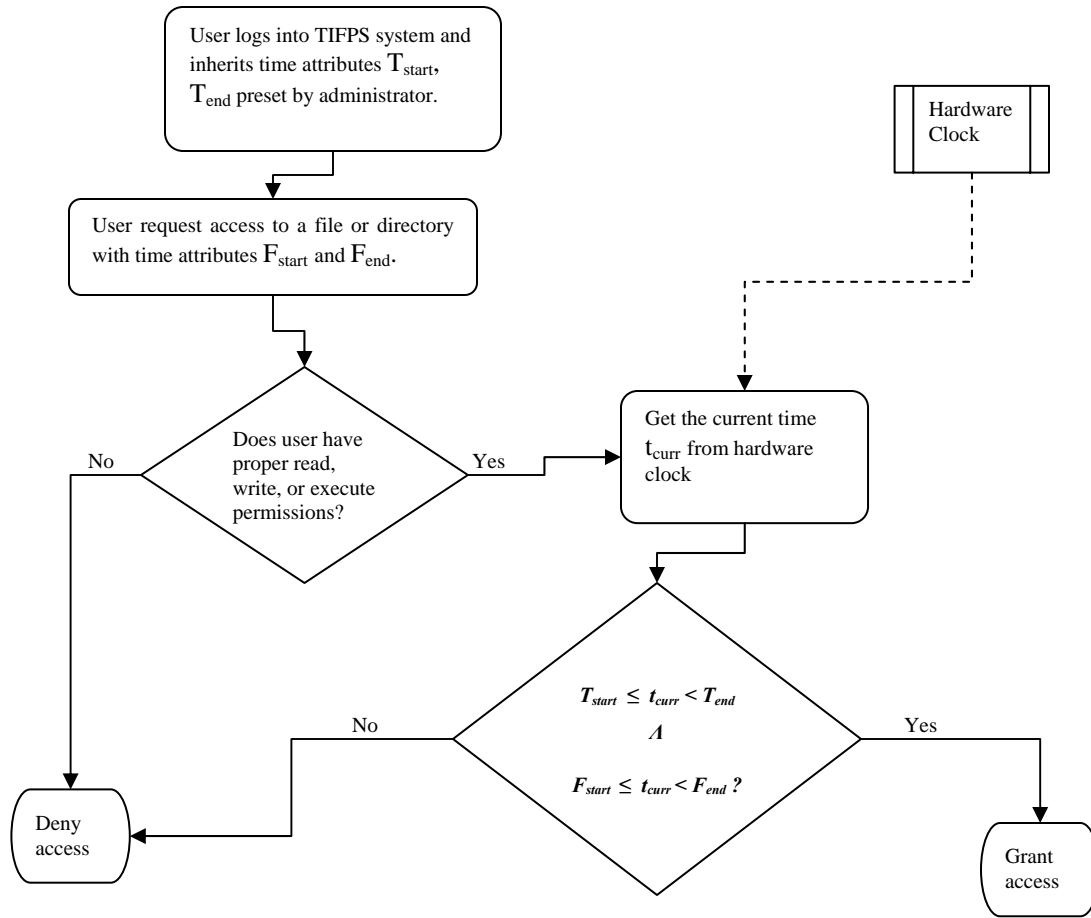 User logs into TIFPS system and
inherits time attributes Tstart,
Tend preset by administrator.
Hardware
Clock
User request access to a file or directory
with time attributes Fstart and Fend.
Does user have
proper read,
write, or execute
permissions?
No
Yes
Get the current time
tcurr from hardware
clock
Tstart ≤ tcurr < Tend
Λ
Fstart ≤ tcurr < Fend ?
No
Yes
Deny
access
Grant
access